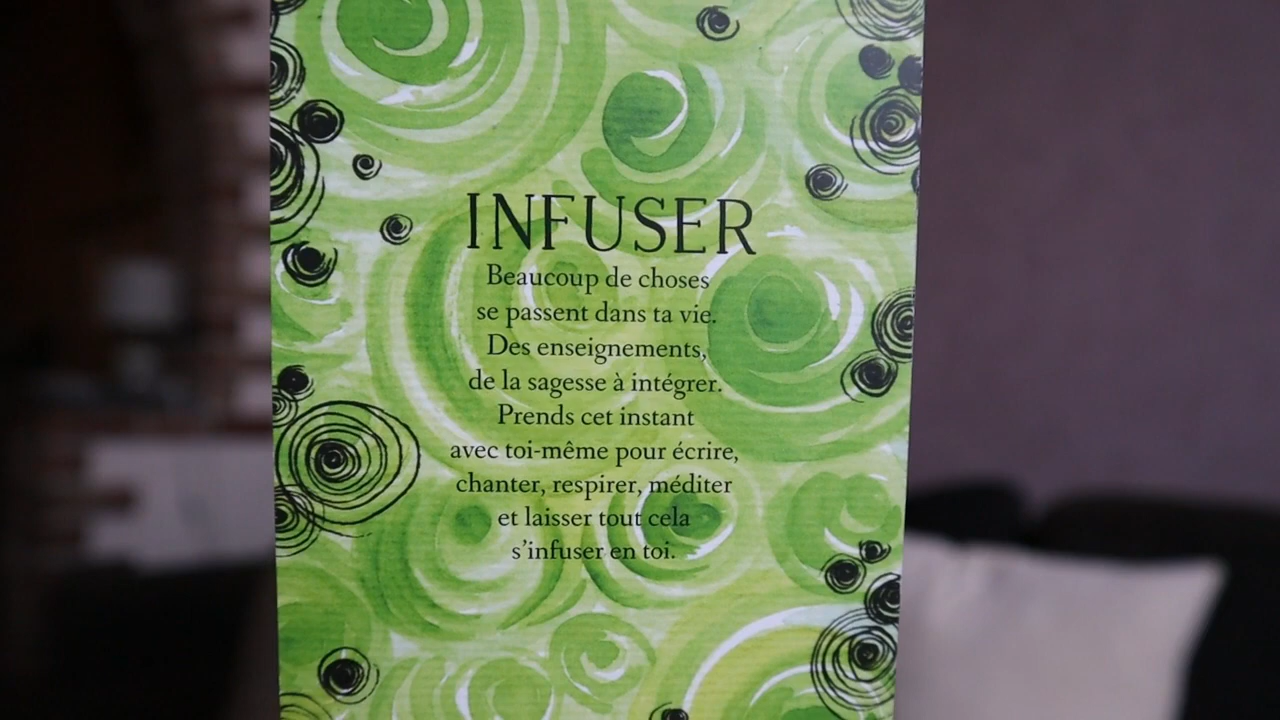 INFUSER
Beaucoup de choses
se passent dans ta vie.
Des enseignements,
de la sagesse à intégrer.
Prends cet instant
avec toi-même pour écrire,
chanter, respirer, méditer
et laisser tout cela
s’infuser en toi.